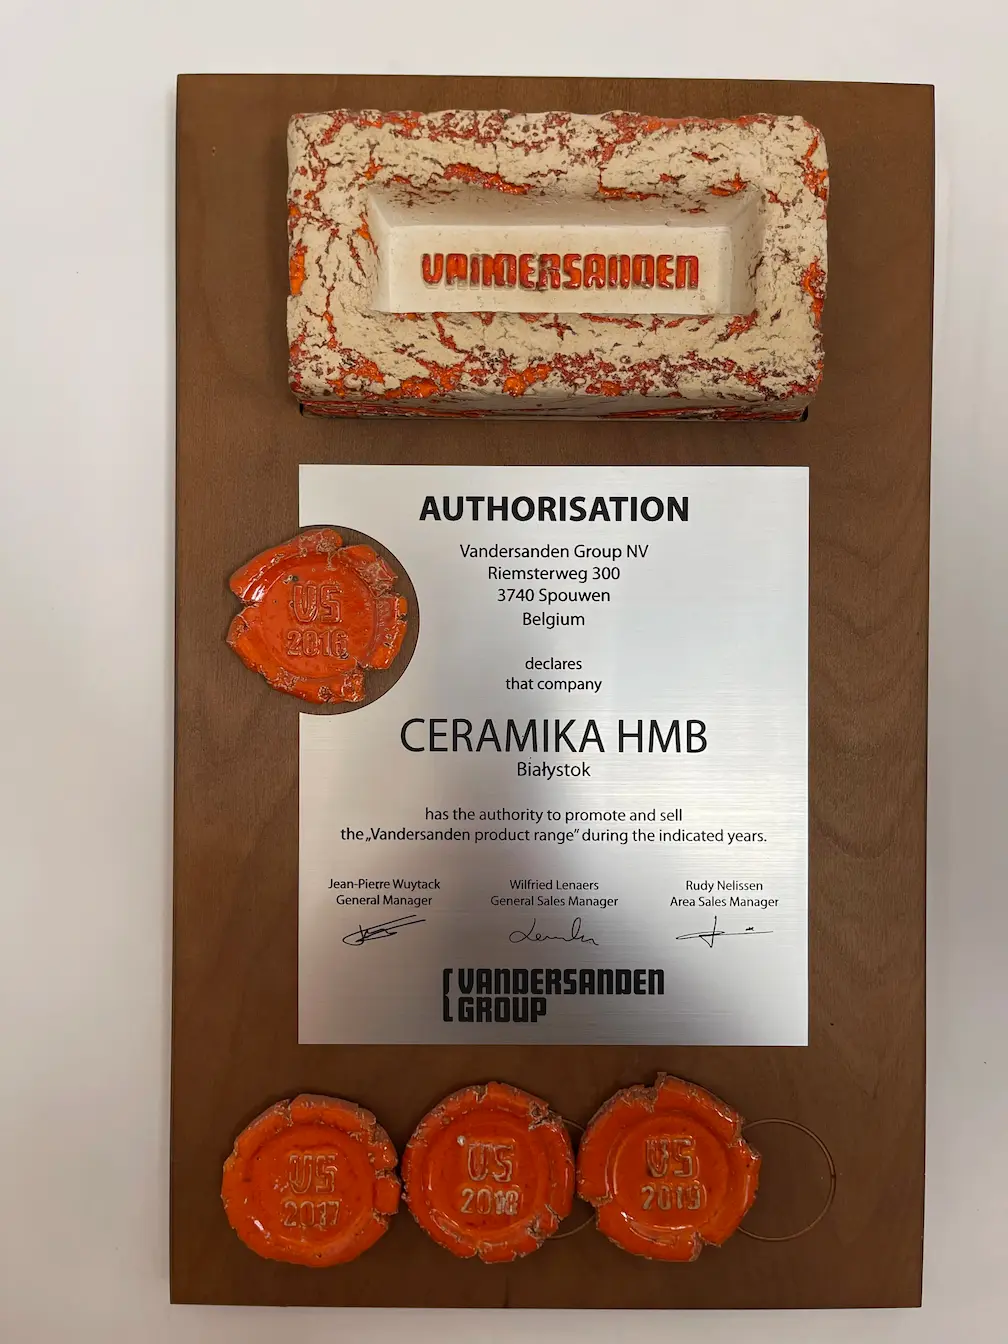 VANDERSANDEN
AUTHORISATION
Vandersanden Group NV
Riemsterweg 300
3740 Spouwen
Belgium
declares
that company
CERAMIKA HMB
Białystok
has the authority to promote and sell
the „Vandersanden product range” during the indicated years.
Jean-Pierre Wuytack
General Manager
Wilfried Lenaers
General Sales Manager
Rudy Nelissen
Area Sales Manager
VANDERSANDEN
GROUP
VS
2016
VS
2017
VS
2018
VS
2019